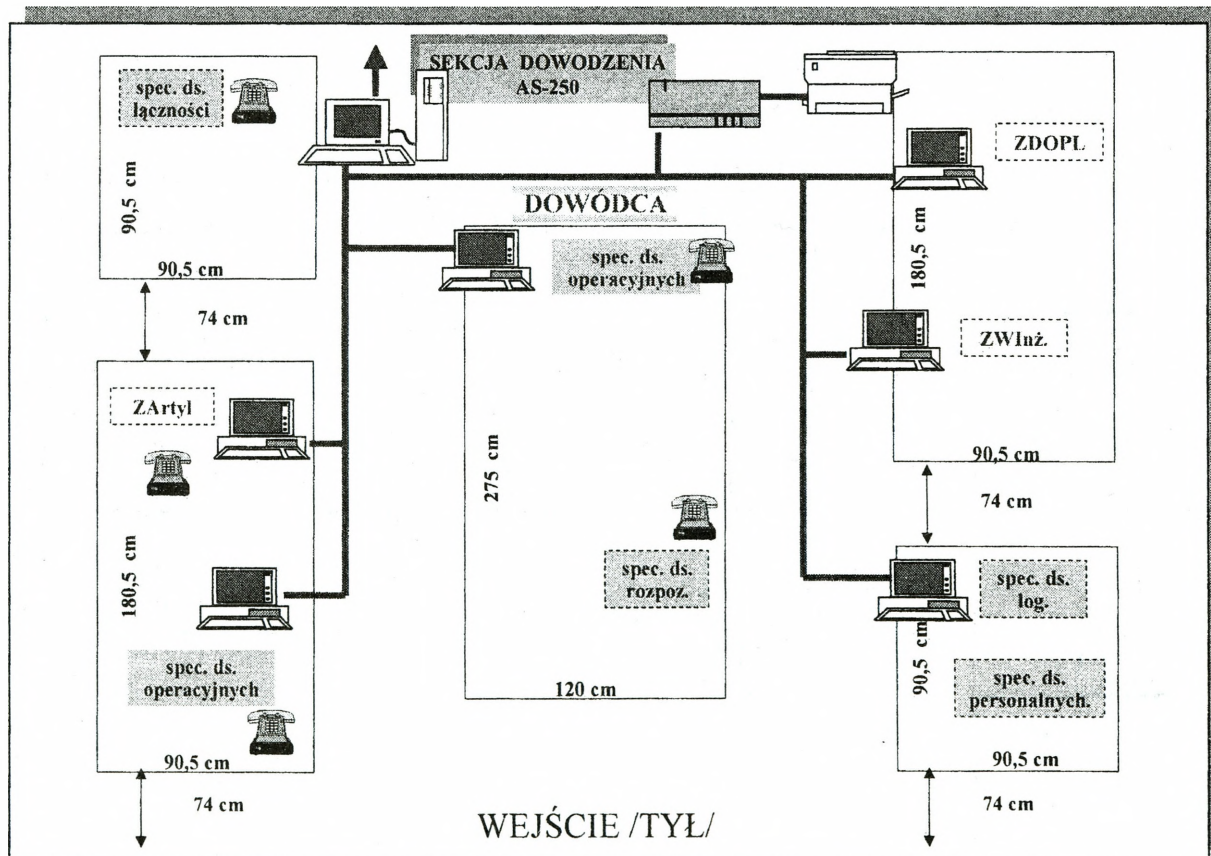 SEKCJA DOWODZENIA
AS-250
spec. ds.
łączności
90,5 cm
90,5 cm
74 cm
ZArtyl
180,5 cm
spec. ds.
operacyjnych
90,5 cm
74 cm
DOWÓDCA
spec. ds.
operacyjnych
275 cm
spec. ds.
rozpoz.
120 cm
ZDOPL
180,5 cm
ZWInż.
90,5 cm
74 cm
spec. ds.
log.
90,5 cm
spec. ds.
personalnych.
90,5 cm
74 cm
WEJŚCIE /TYŁ/